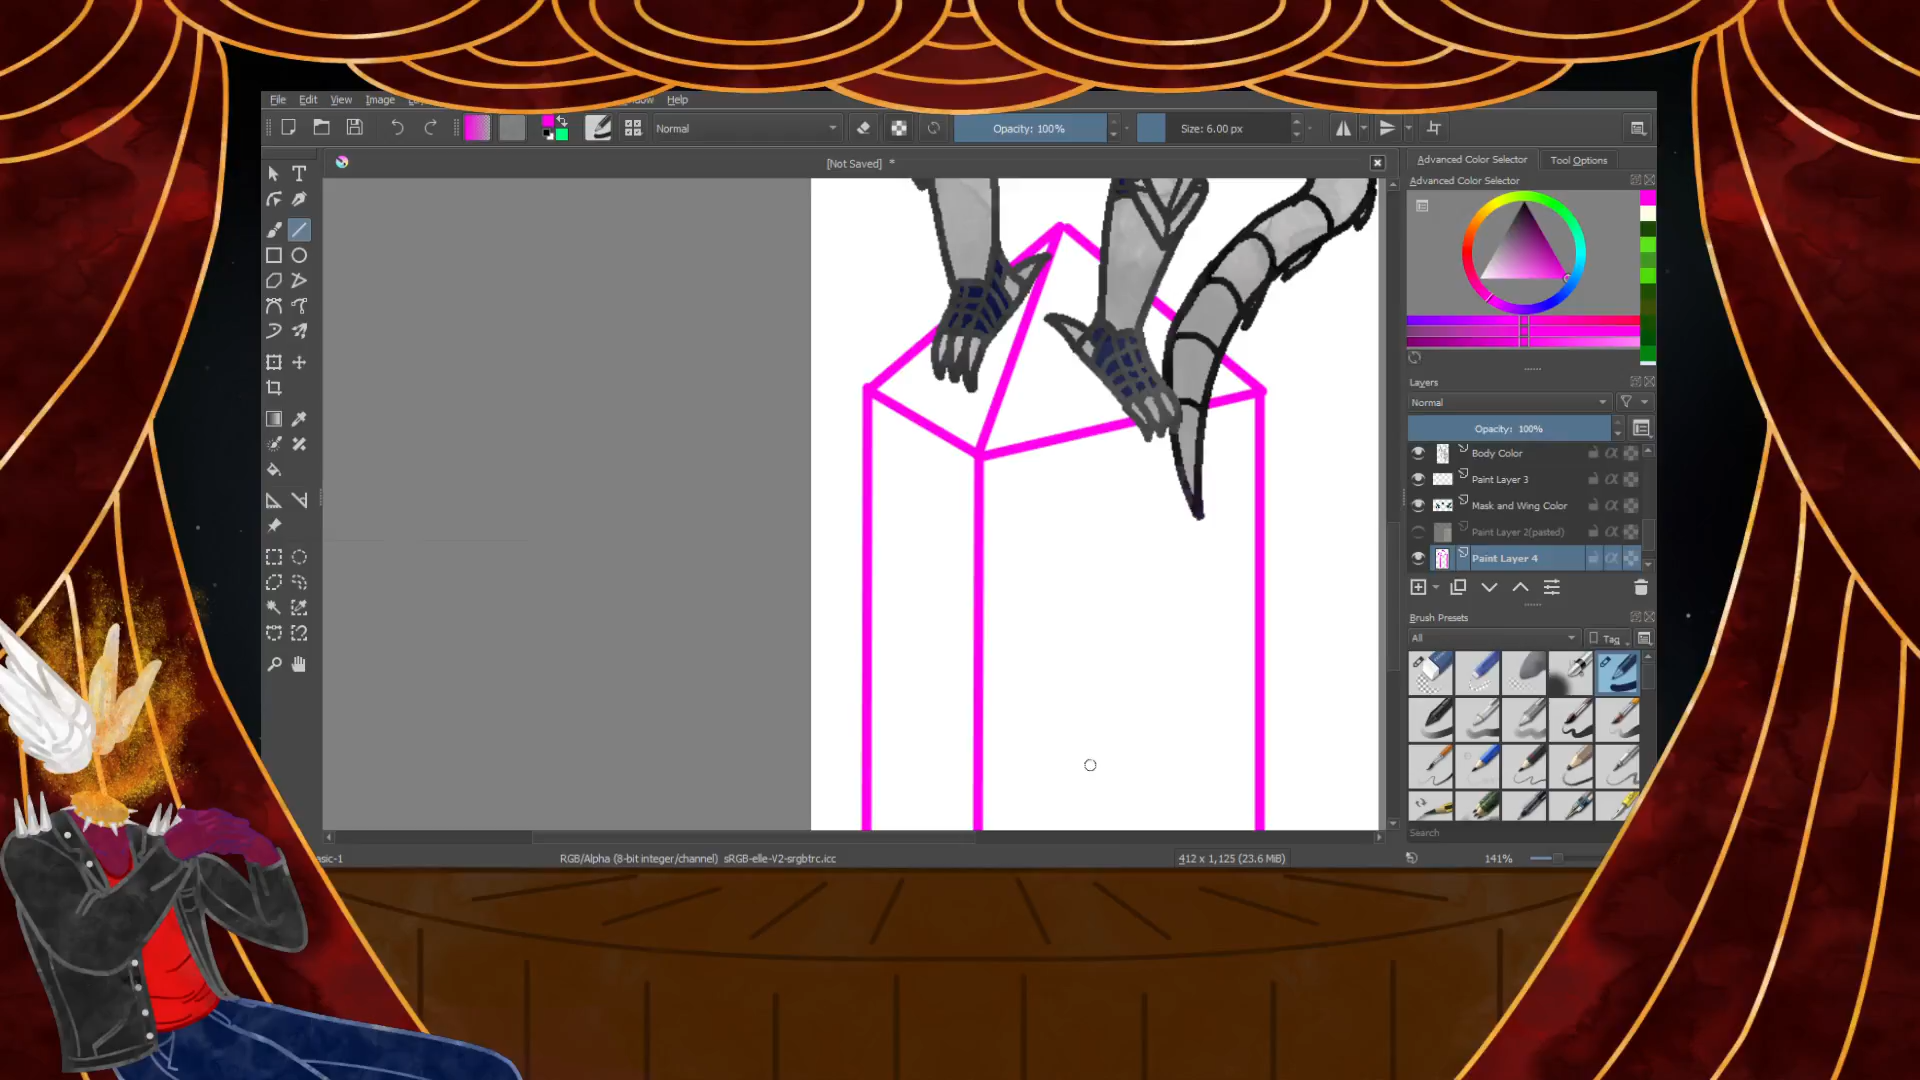 File Edit View Image Help
Normal
Opacity: 100%
Size: 6.00 px
[Not Saved] *
Advanced Color Selector
Tool Options
Advanced Color Selector
Layers
Normal
Opacity: 100%
Body Color
Paint Layer 3
Mask and Wing Color
Paint Layer 2(pasted)
Paint Layer 4
Brush Presets
All
Tag
Search
asic-1
RGB/Alpha (8-bit integer/channel) sRGB-elle-V2-srgbtrc.icc
412 x 1,125 (23.6 MiB)
141%